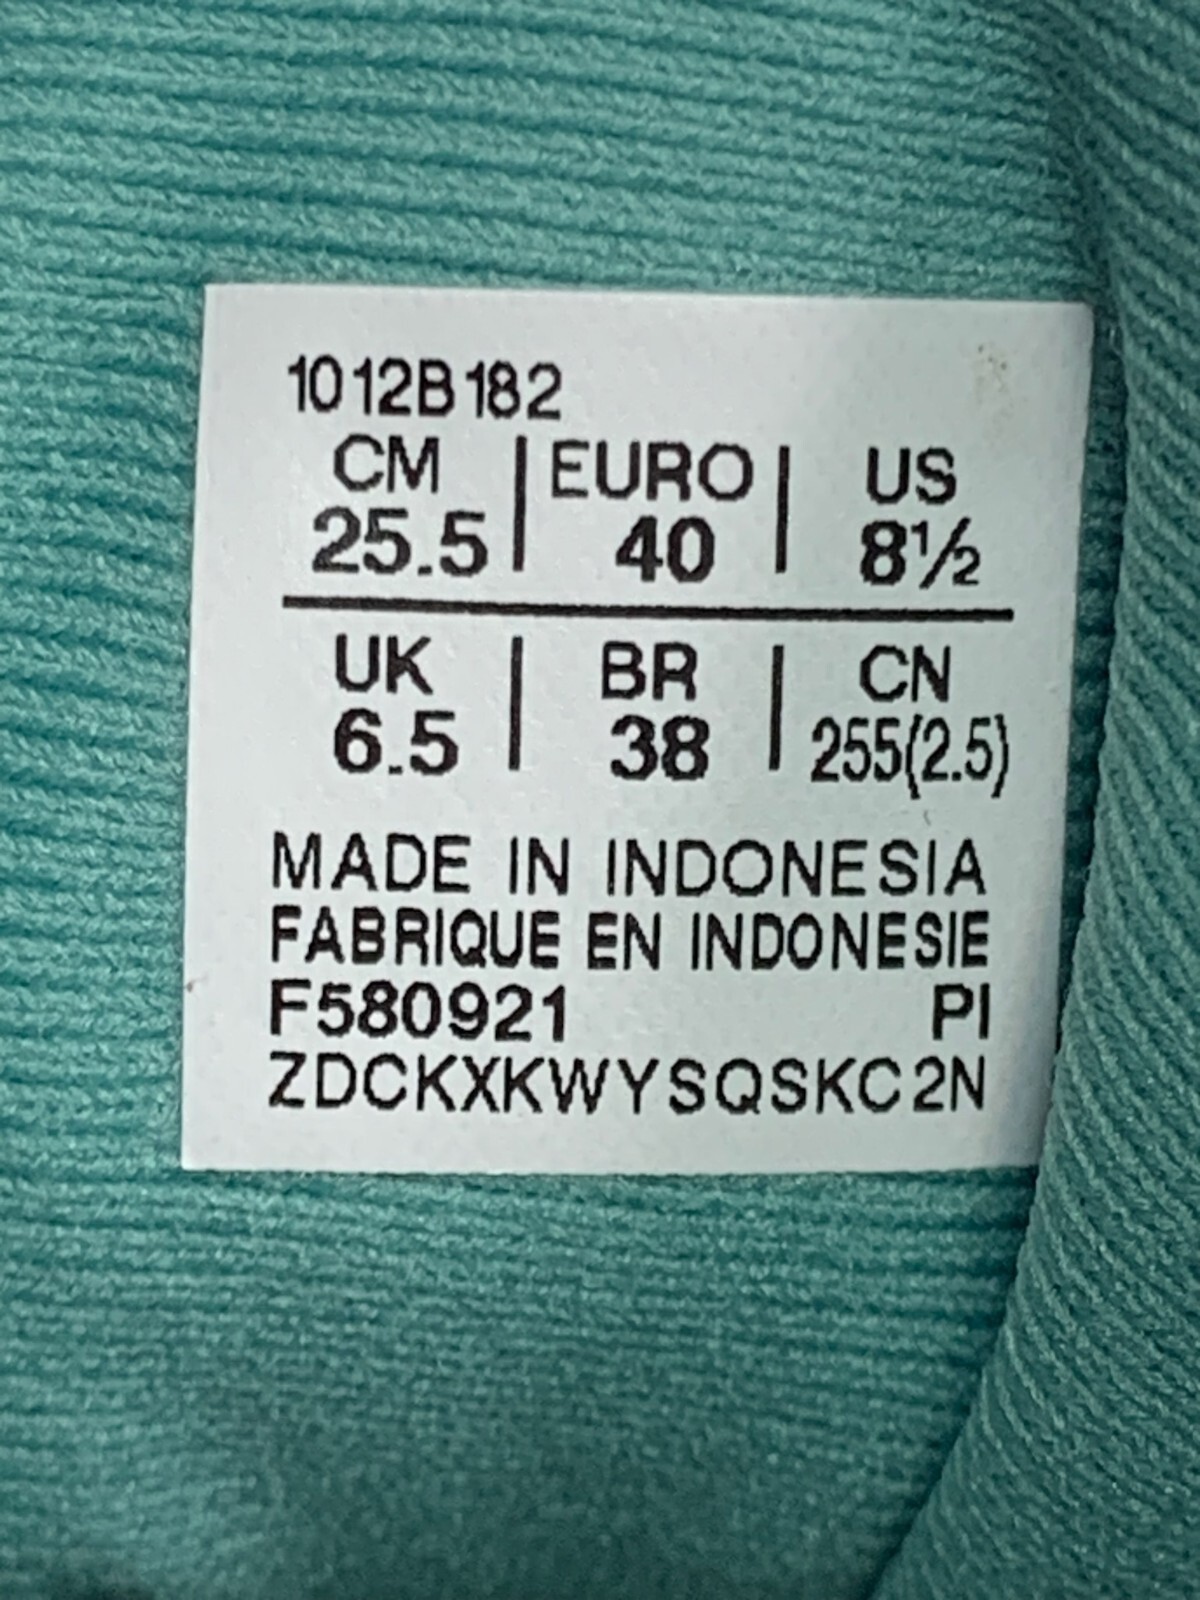 1012B182
CM | EURO | US
25.5 | 40 | 8½
UK | BR | CN
6.5 | 38 | 255(2.5)
MADE IN INDONESIA
FABRIQUE EN INDONESIE
F580921 PI
ZDCKXKWYSQSKC2N